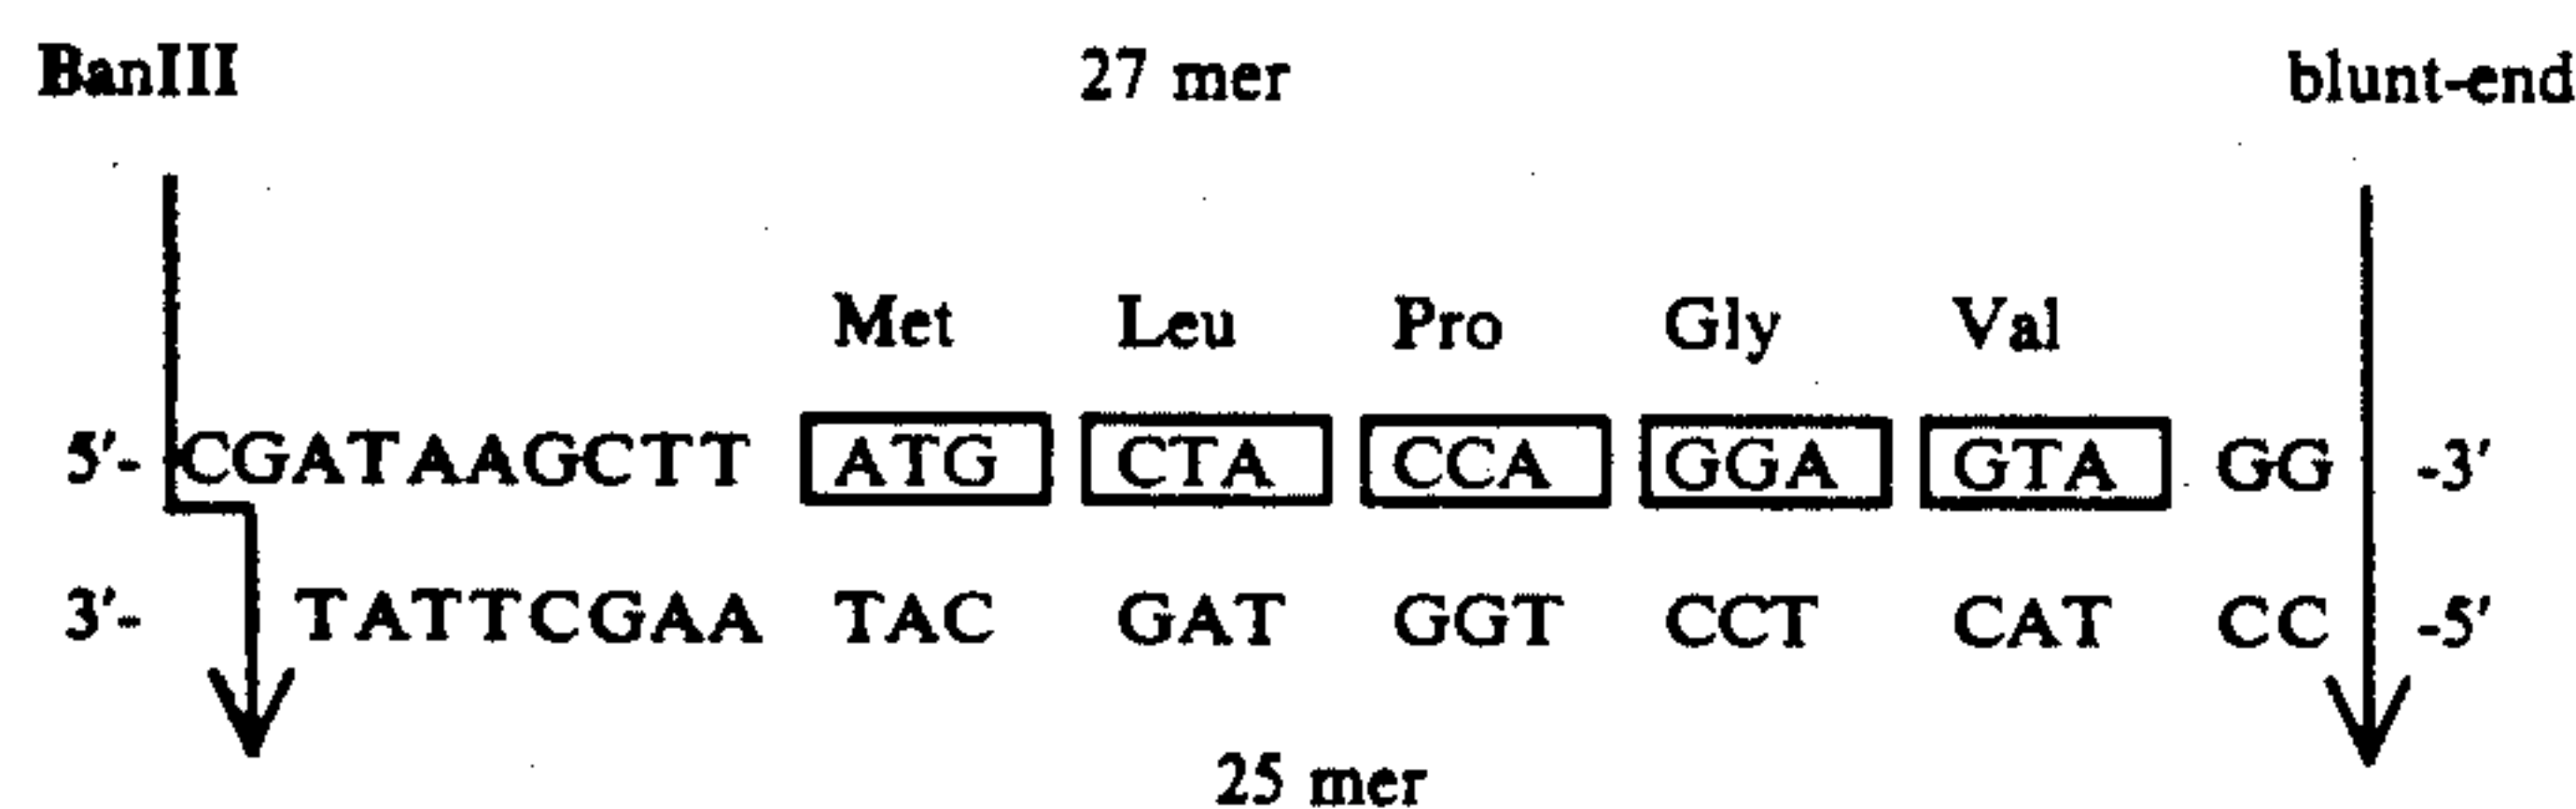 BanIII 27 mer blunt-end
Met Leu Pro Gly Val
5'- CGATAAGCTT ATG CTA CCA GGA GTA GG -3'
3'- TATTCGAA TAC GAT GGT CCT CAT CC -5'
25 mer